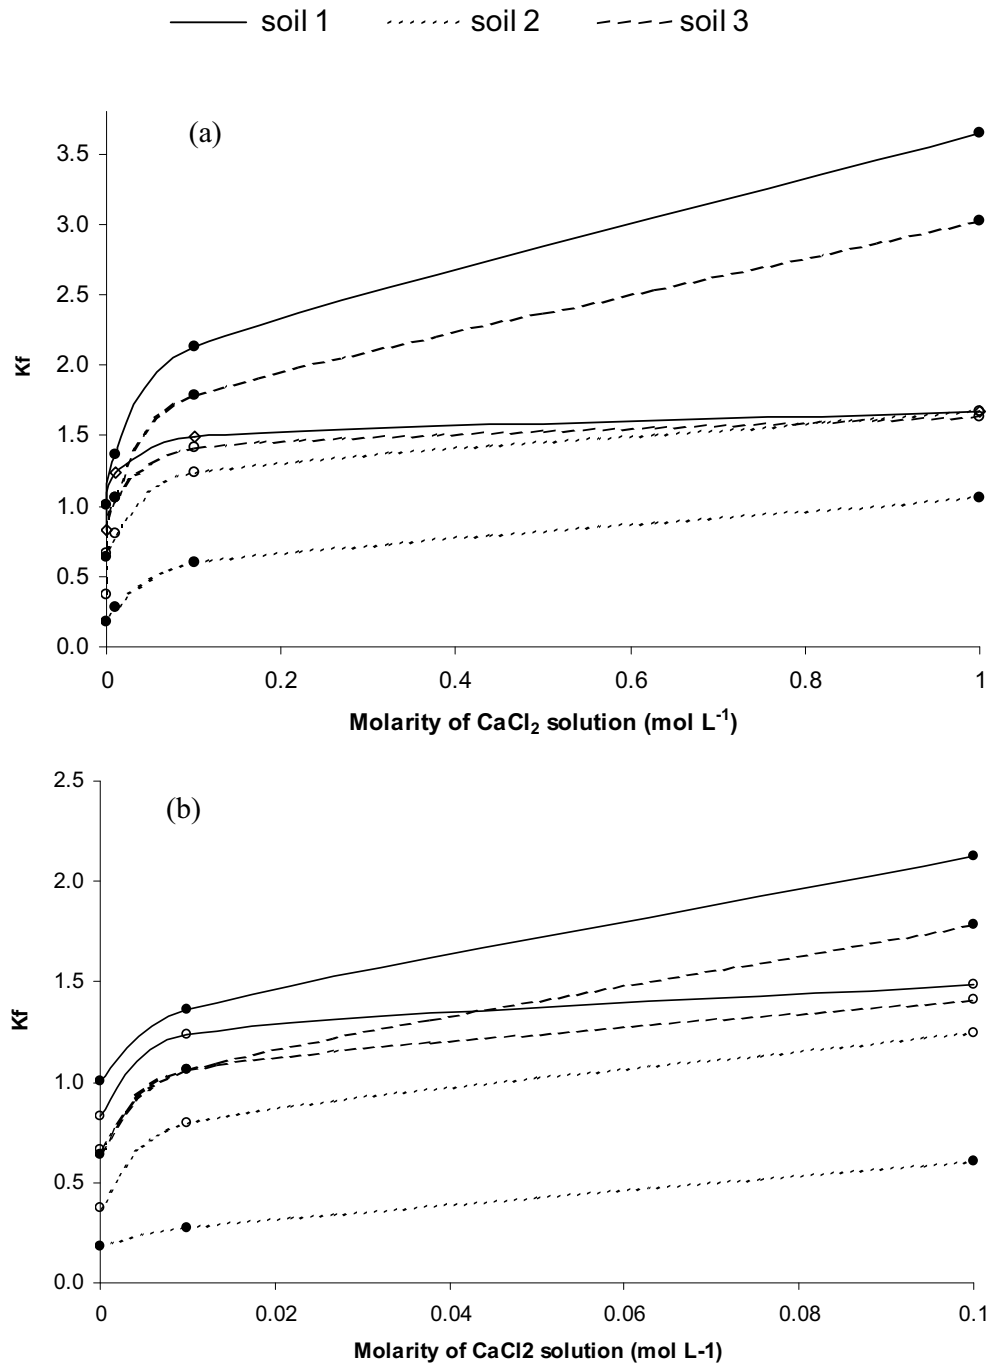 soil 1 soil 2 soil 3
(a)
3.5
3.0
2.5
2.0
1.5
1.0
0.5
0.0
Kf
0 0.2 0.4 0.6 0.8 1
Molarity of CaCl₂ solution (mol L⁻¹)
(b)
2.5
2.0
1.5
1.0
0.5
0.0
Kf
0 0.02 0.04 0.06 0.08 0.1
Molarity of CaCl2 solution (mol L-1)